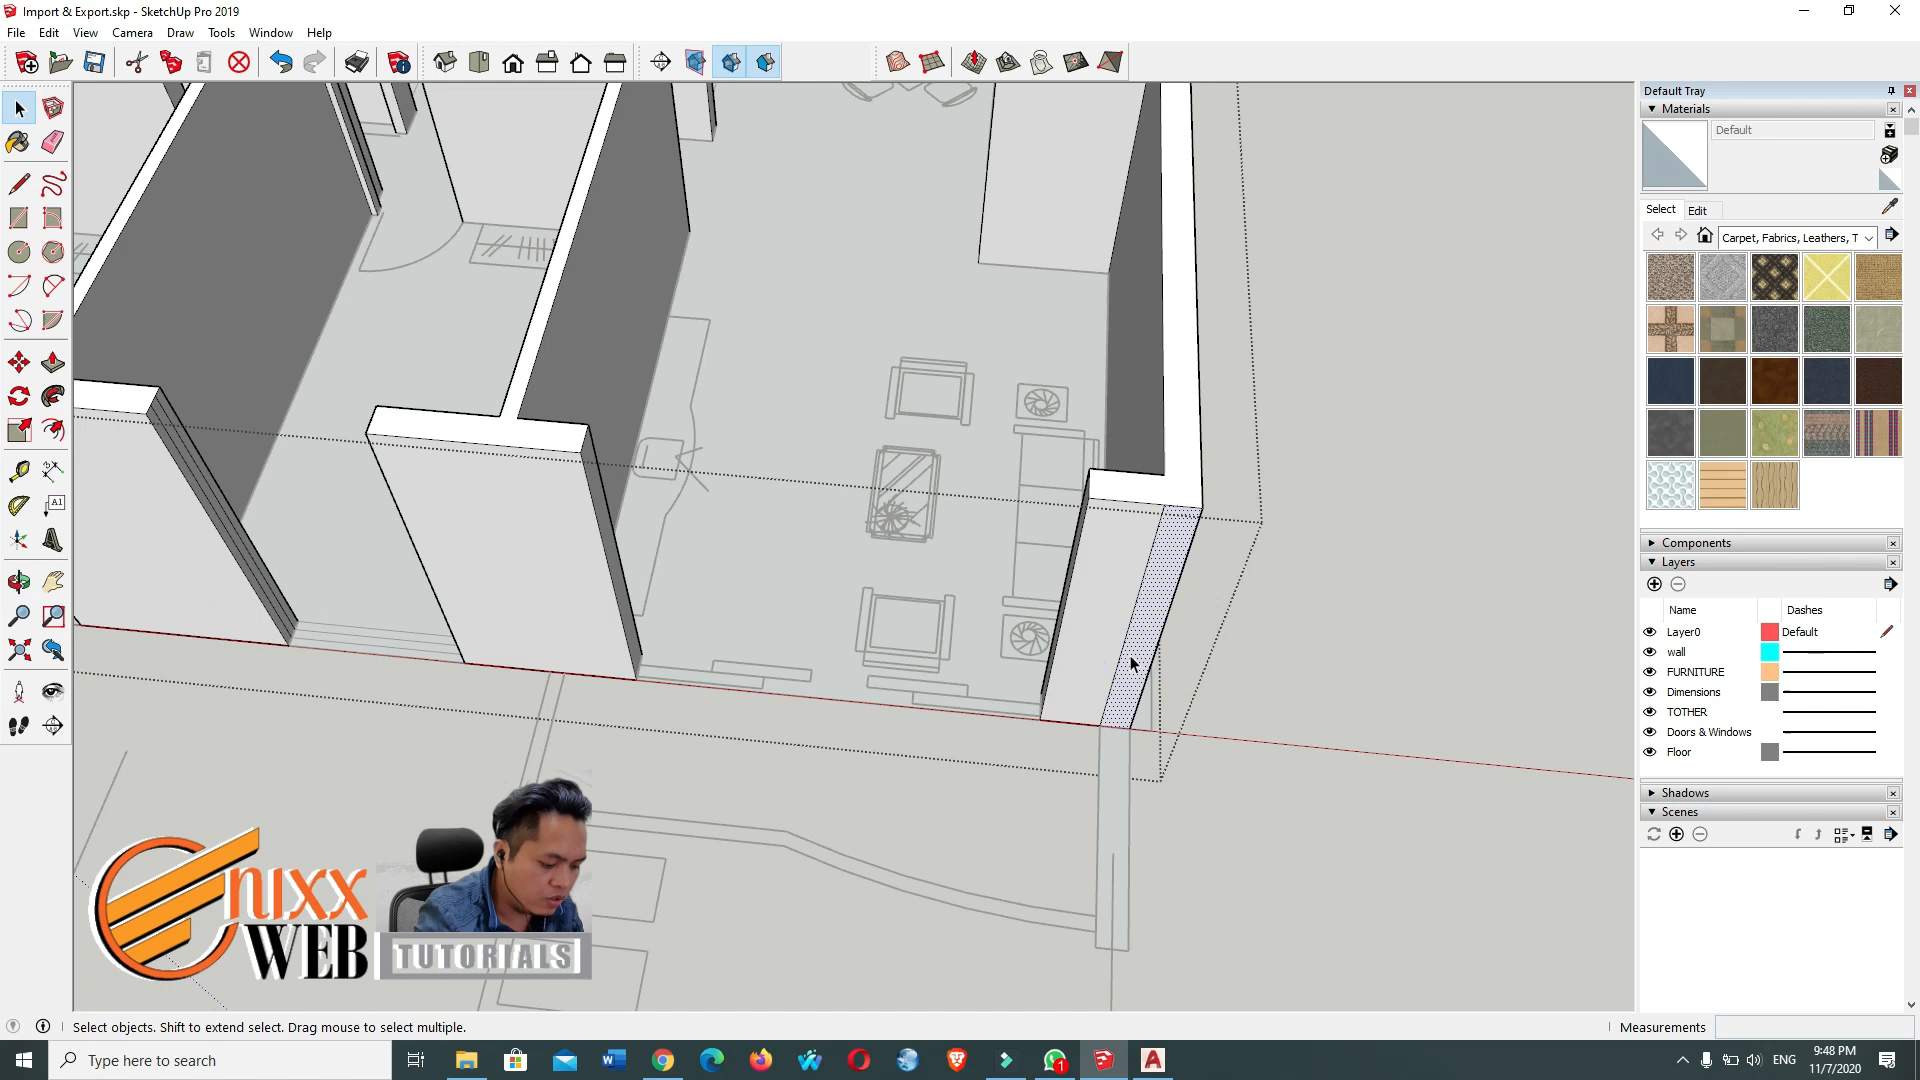 Import & Export.skp - SketchUp Pro 2019
File Edit View Camera Draw Tools Window Help
Default Tray
Materials
Default
Select Edit
Carpet, Fabrics, Leathers, T
A1
Components
Layers
Name Dashes
Layer0 Default
wall
FURNITURE
Dimensions
TOTHER
Doors & Windows
Floor
Shadows
Scenes
NIXX
WEB
TUTORIALS
Select objects. Shift to extend select. Drag mouse to select multiple.
Measurements
Type here to search
1
ENG
9:48 PM
11/7/2020